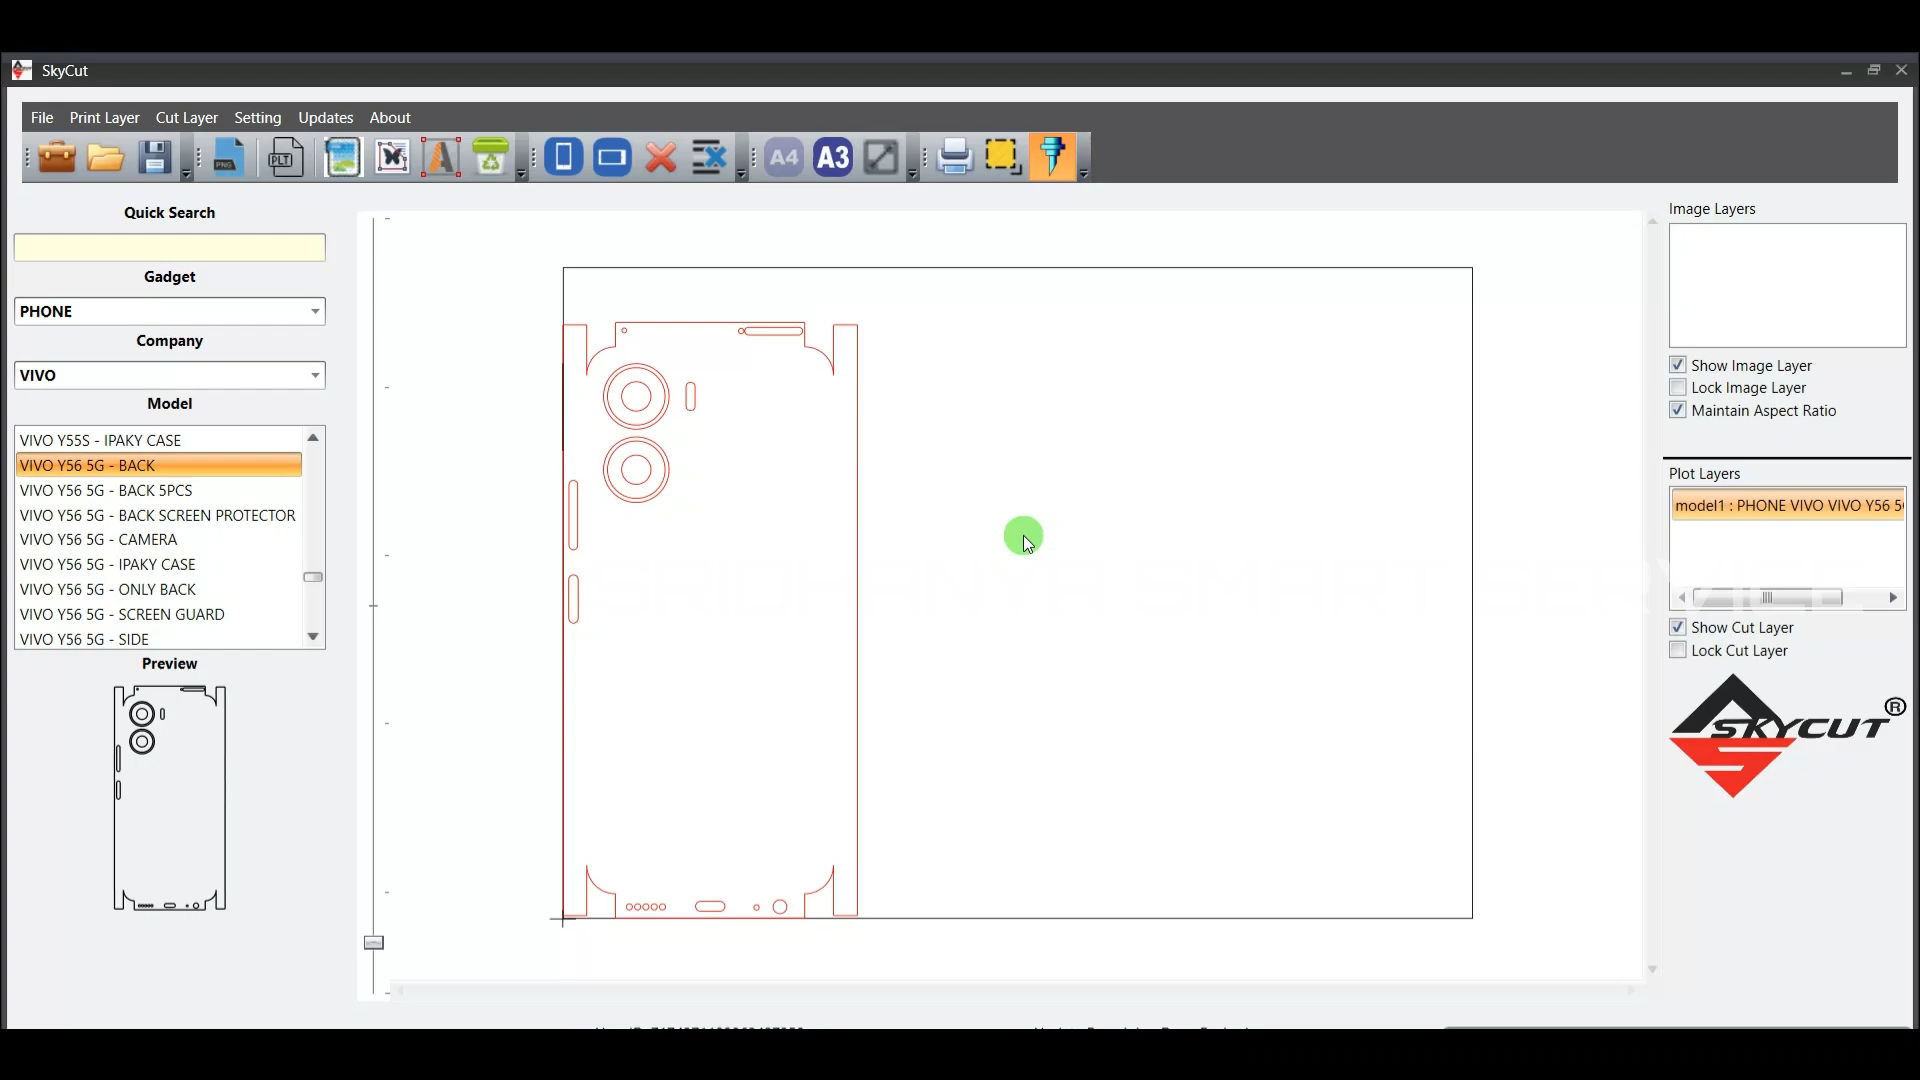 SkyCut
File Print Layer Cut Layer Setting Updates About
PNG PLT A4 A3
Quick Search
Gadget
PHONE
Company
VIVO
Model
VIVO Y55S - IPAKY CASE
VIVO Y56 5G - BACK
VIVO Y56 5G - BACK 5PCS
VIVO Y56 5G - BACK SCREEN PROTECTOR
VIVO Y56 5G - CAMERA
VIVO Y56 5G - IPAKY CASE
VIVO Y56 5G - ONLY BACK
VIVO Y56 5G - SCREEN GUARD
VIVO Y56 5G - SIDE
Preview
Image Layers
Show Image Layer
Lock Image Layer
Maintain Aspect Ratio
Plot Layers
model1 : PHONE VIVO VIVO Y56 5
Show Cut Layer
Lock Cut Layer
SKYCUT ®